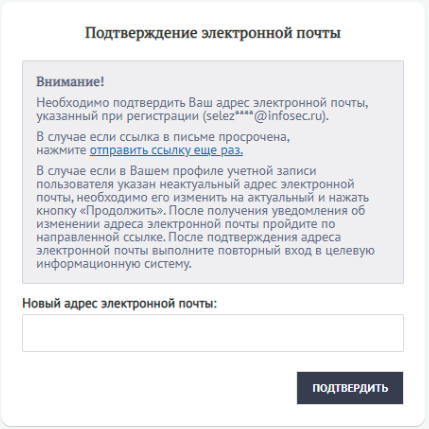 Подтверждение электронной почты
Внимание!
Необходимо подтвердить Ваш адрес электронной почты,
указанный при регистрации (selez****@infosec.ru).
В случае если ссылка в письме просрочена,
нажмите отправить ссылку еще раз.
В случае если в Вашем профиле учетной записи
пользователя указан неактуальный адрес электронной
почты, необходимо его изменить на актуальный и нажать
кнопку «Продолжить». После получения уведомления об
изменении адреса электронной почты пройдите по
направленной ссылке. После подтверждения адреса
электронной почты выполните повторный вход в целевую
информационную систему.
Новый адрес электронной почты:
ПОДТВЕРДИТЬ